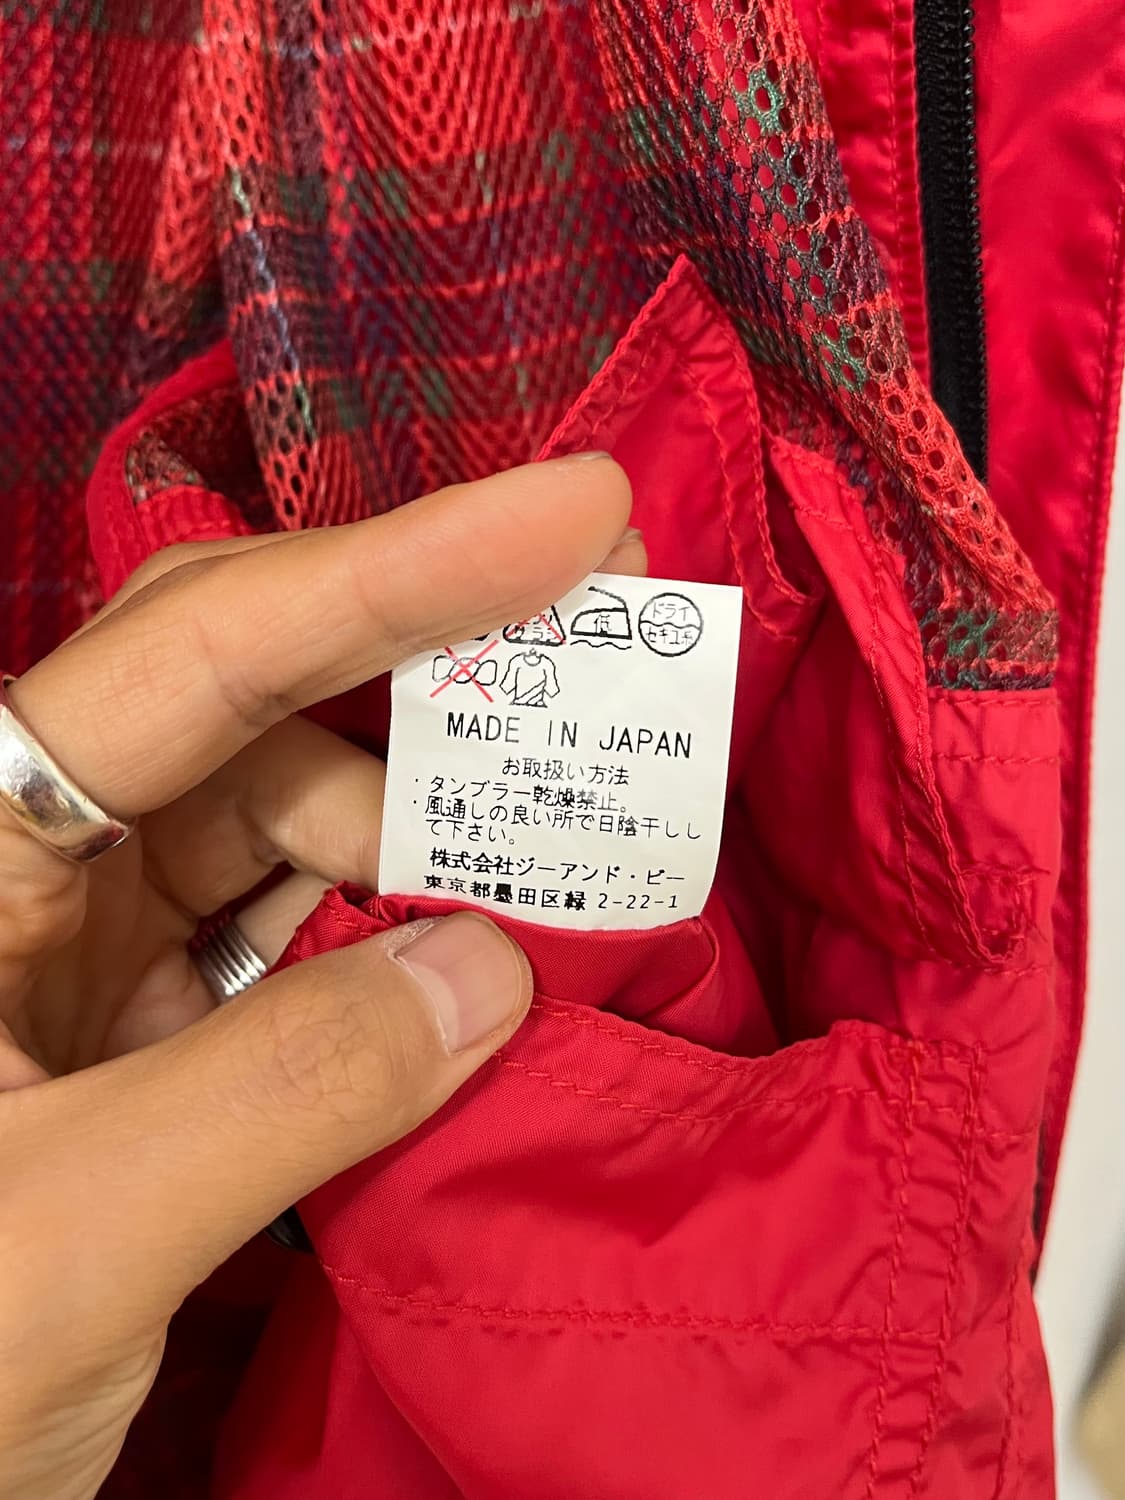 低
ドライ
セキユ系
MADE IN JAPAN
お取扱い方法
・タンブラー乾燥禁止。
・風通しの良い所で日陰干しし
て下さい。
株式会社ジーアンド・ビー
東京都墨田区緑 2-22-1